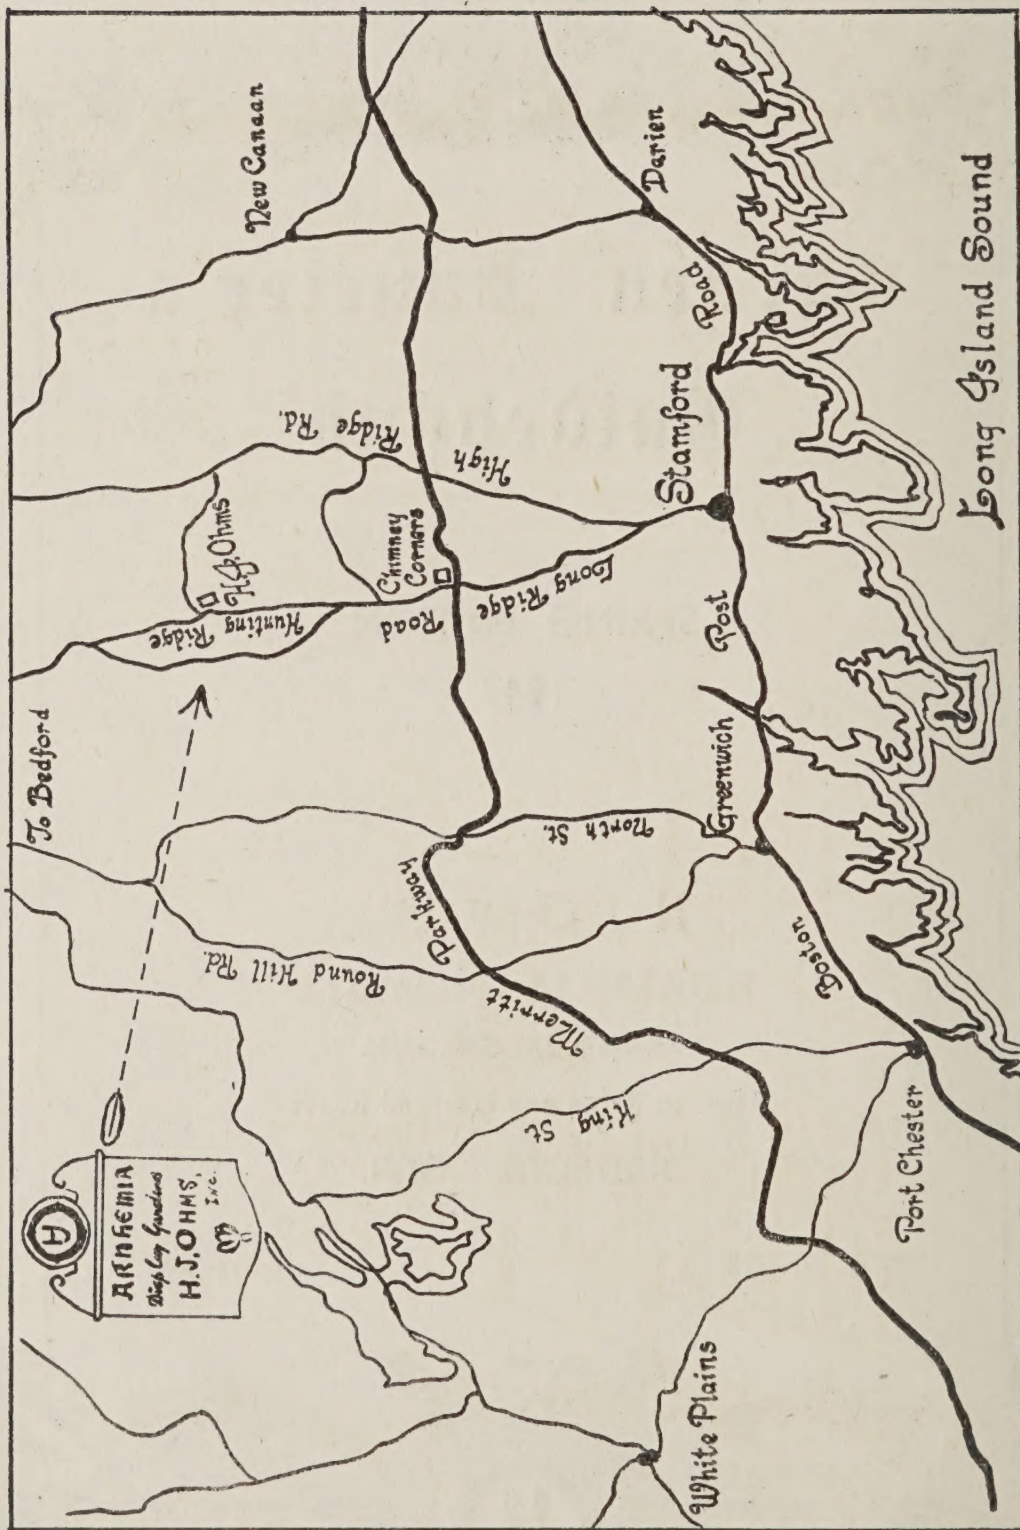 A
ARNHEMIA
Display Gardens
H.J. OHMS,
Inc.
To Bedford
New Canaan
H.J. Ohms
Hunting
Ridge
High
Ridge
Rd.
Chimney
Corners
Long
Ridge
Road
Round Hill Rd.
Merritt
Parkway
North
St.
King
St.
Darien
Stamford
Greenwich
Boston
Post
Road
White Plains
Port Chester
Long Island Sound